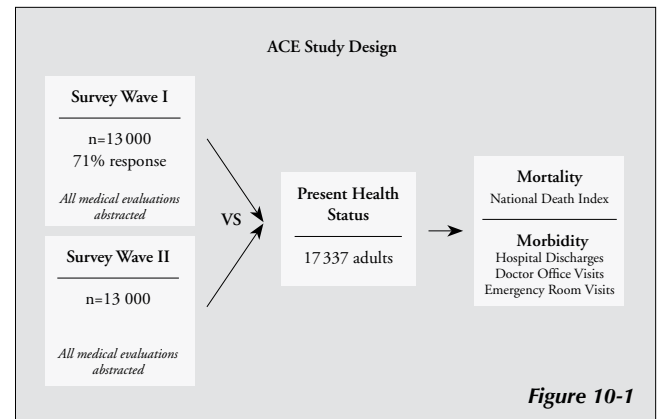 ACE Study Design
Survey Wave I
n=13 000
71% response
All medical evaluations
abstracted
VS
Survey Wave II
n=13 000
All medical evaluations
abstracted
Present Health
Status
17 337 adults
Mortality
National Death Index
Morbidity
Hospital Discharges
Doctor Office Visits
Emergency Room Visits
Figure 10-1